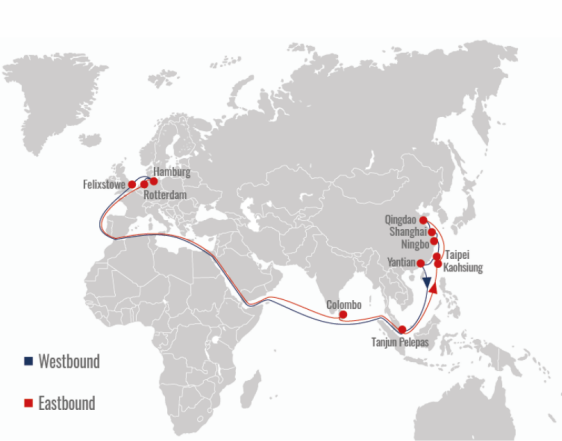 Hamburg
Felixstowe
Rotterdam
Qingdao
Shanghai
Ningbo
Taipei
Yantian
Kaohsiung
Colombo
Tanjun Pelepas
Westbound
Eastbound